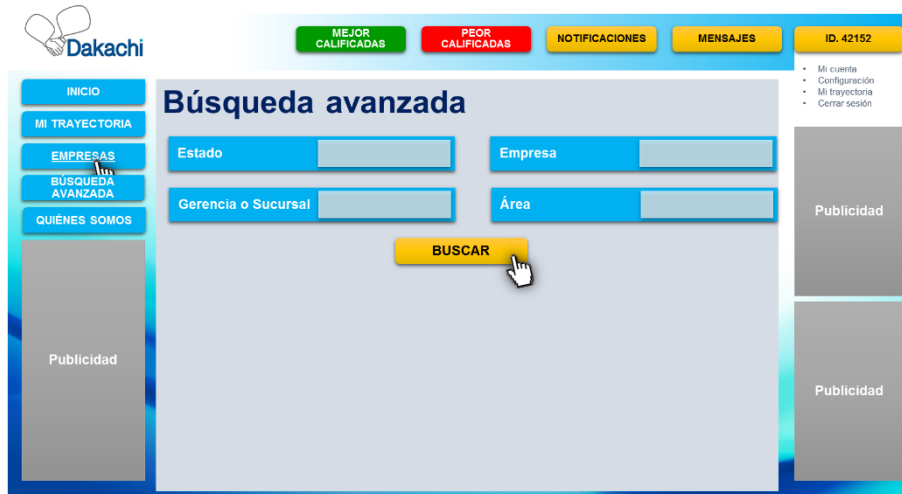 Dakachi
MEJOR
CALIFICADAS
PEOR
CALIFICADAS
NOTIFICACIONES
MENSAJES
ID. 42152
• Mi cuenta
• Configuración
• Mi trayectoria
• Cerrar sesión
INICIO
MI TRAYECTORIA
EMPRESAS
BÚSQUEDA
AVANZADA
QUIÉNES SOMOS
Publicidad
Búsqueda avanzada
Estado
Empresa
Gerencia o Sucursal
Área
BUSCAR
Publicidad
Publicidad